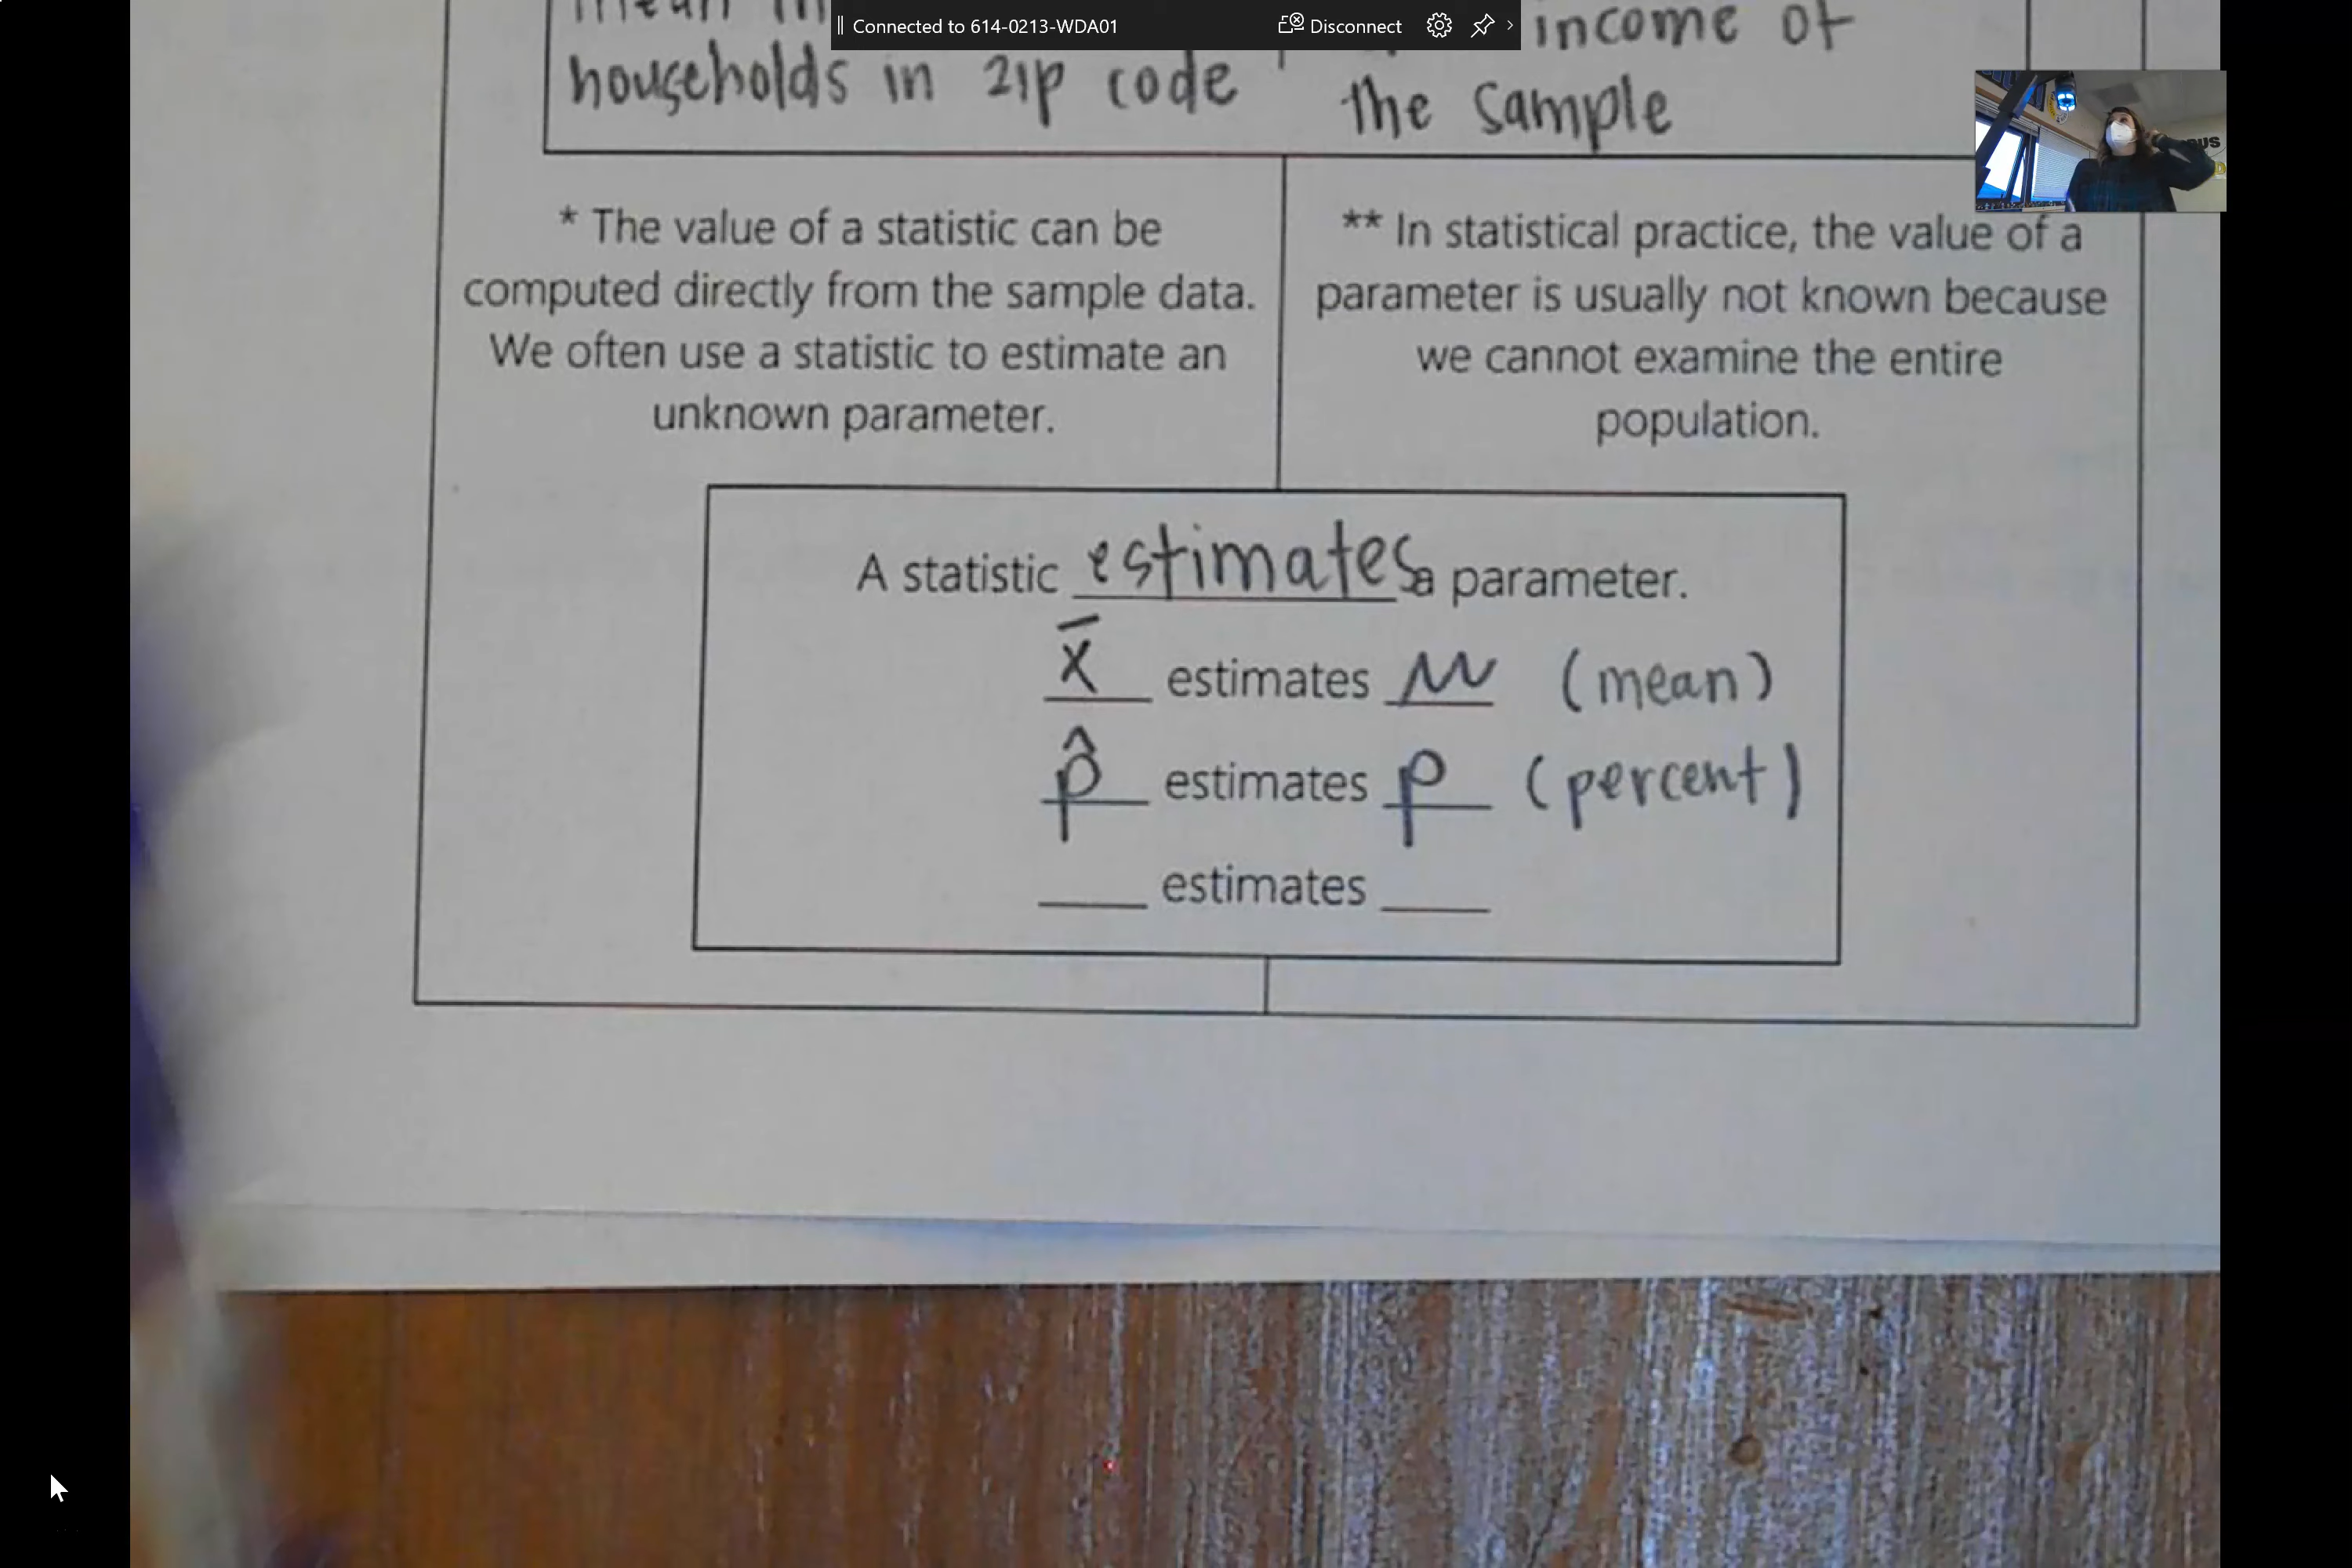 Connected to 614-0213-WDA01 Disconnect
mean
households in zip code
income of
the sample
* The value of a statistic can be
computed directly from the sample data.
We often use a statistic to estimate an
unknown parameter.
** In statistical practice, the value of a
parameter is usually not known because
we cannot examine the entire
population.
A statistic estimates a parameter.
x̄ estimates μ (mean)
p̂ estimates p (percent)
____ estimates ____